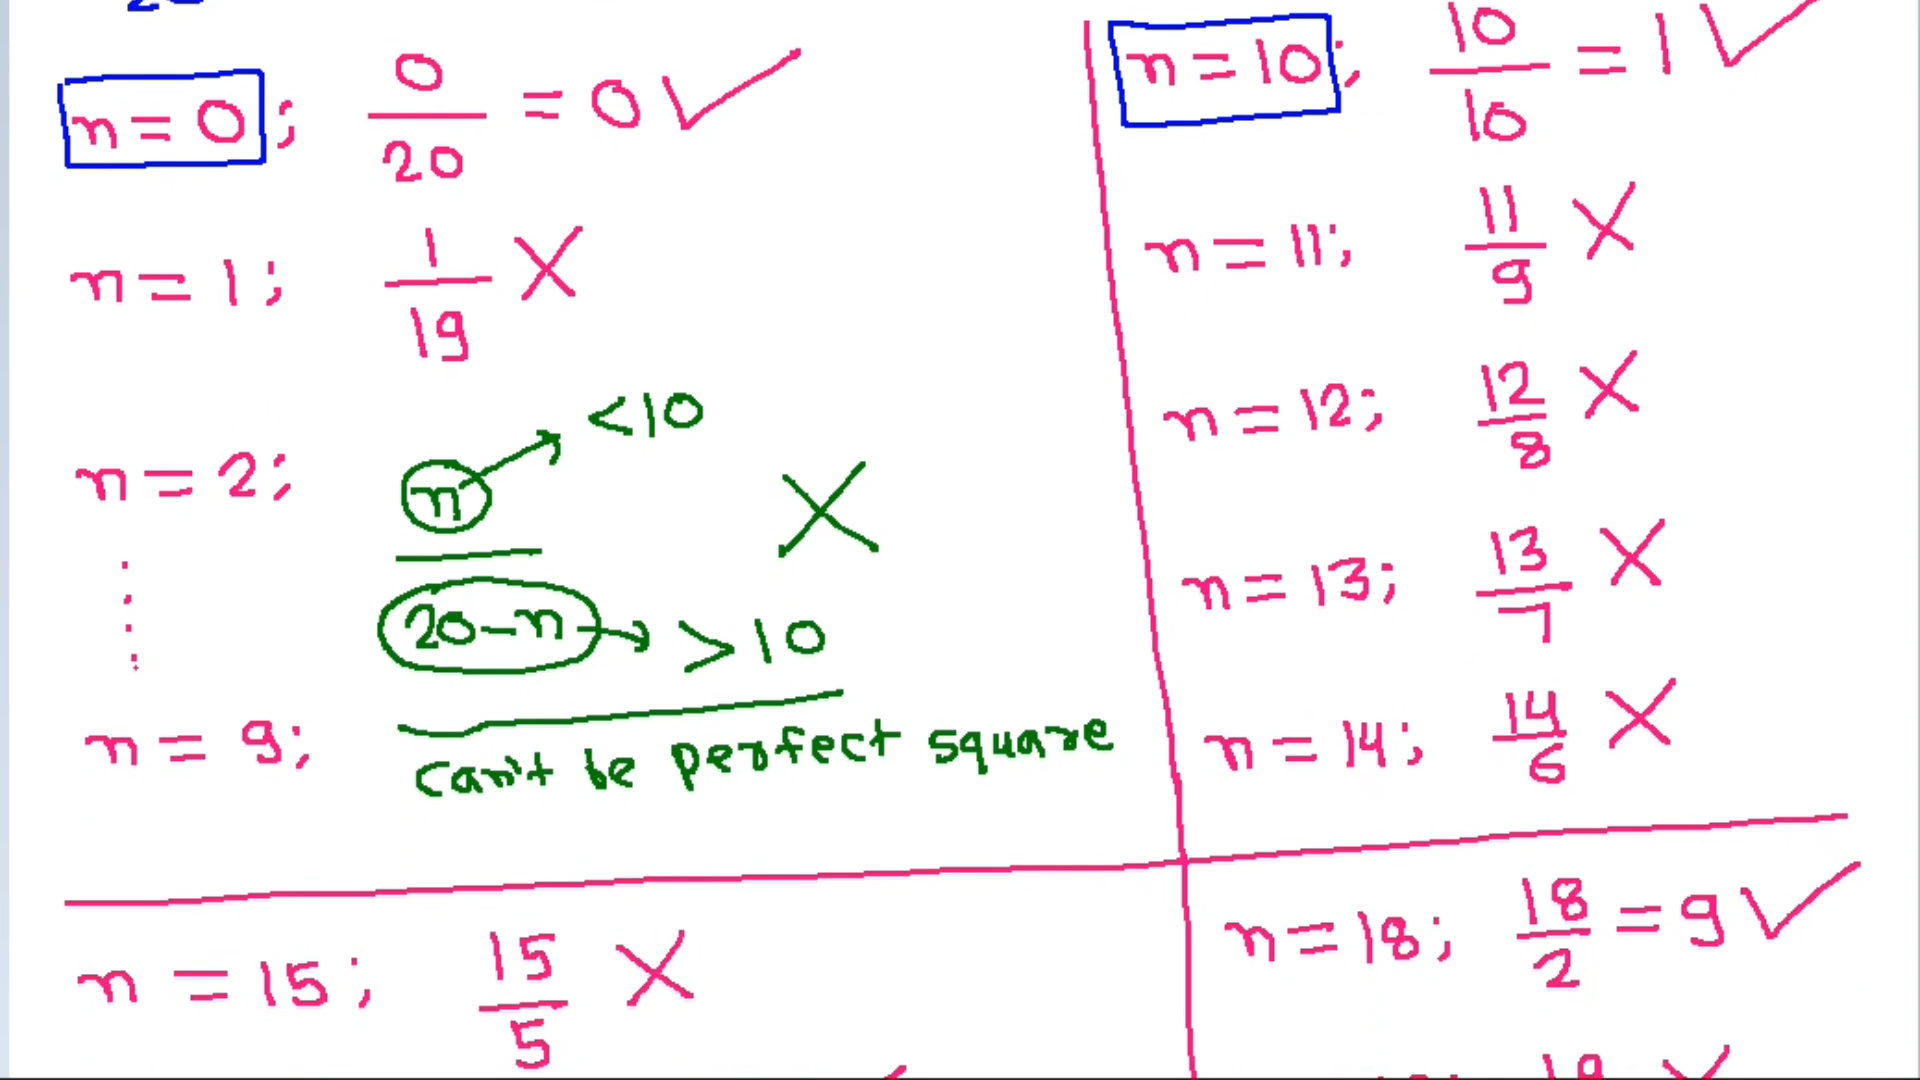 n = 0 ; 0/20 = 0 ✓
n = 1 ; 1/19 ×
n = 2 ; n → < 10
20 - n → > 10 ×
n = 9 ; can't be perfect square
n = 10 ; 10/10 = 1 ✓
n = 11 ; 11/9 ×
n = 12 ; 12/8 ×
n = 13 ; 13/7 ×
n = 14 ; 14/6 ×
n = 15 ; 15/5 ×
n = 18 ; 18/2 = 9 ✓